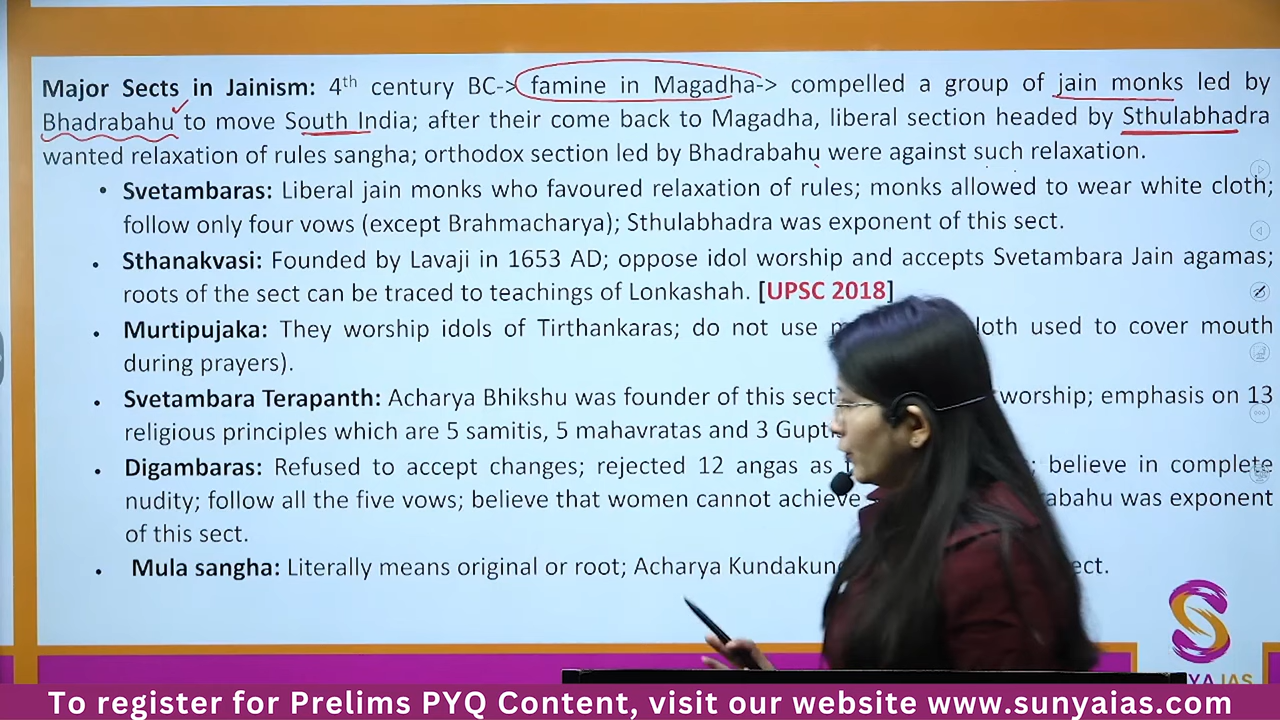 Major Sects in Jainism: 4th century BC-> famine in Magadha-> compelled a group of jain monks led by
Bhadrabahu to move South India; after their come back to Magadha, liberal section headed by Sthulabhadra
wanted relaxation of rules sangha; orthodox section led by Bhadrabahu were against such relaxation.
• Svetambaras: Liberal jain monks who favoured relaxation of rules; monks allowed to wear white cloth;
follow only four vows (except Brahmacharya); Sthulabhadra was exponent of this sect.
• Sthanakvasi: Founded by Lavaji in 1653 AD; oppose idol worship and accepts Svetambara Jain agamas;
roots of the sect can be traced to teachings of Lonkashah. [UPSC 2018]
• Murtipujaka: They worship idols of Tirthankaras; do not use used to cover mouth
during prayers).
• Svetambara Terapanth: Acharya Bhikshu was founder of this worship; emphasis on 13
religious principles which are 5 samitis, 5 mahavratas and 3
• Digambaras: Refused to accept changes; rejected 12 angas as ; believe in complete
nudity; follow all the five vows; believe that women cannot achieve was exponent
of this sect.
• Mula sangha: Literally means original or root; Acharya
S
IAS
To register for Prelims PYQ Content, visit our website www.sunyaias.com